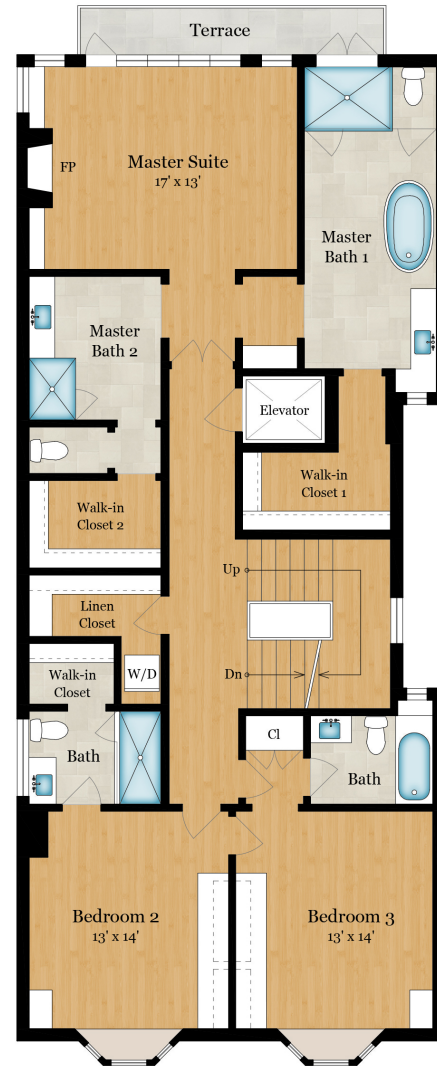 Terrace
Master Suite
17' x 13'
FP
Master
Bath 1
Master
Bath 2
Elevator
Walk-in
Closet 1
Walk-in
Closet 2
Up
Linen
Closet
W/D
Dn
Walk-in
Closet
Cl
Bath
Bath
Bedroom 2
13' x 14'
Bedroom 3
13' x 14'